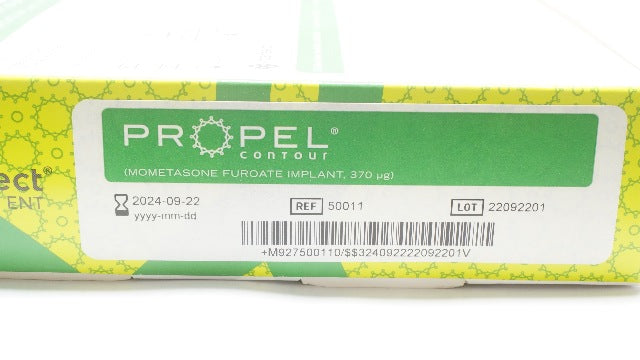 PROPEL®
contour
(MOMETASONE FUROATE IMPLANT, 370 µg)
2024-09-22
yyyy-mm-dd
REF 50011
LOT 22092201
+M927500110/$$324092222092201V
ect®
ENT